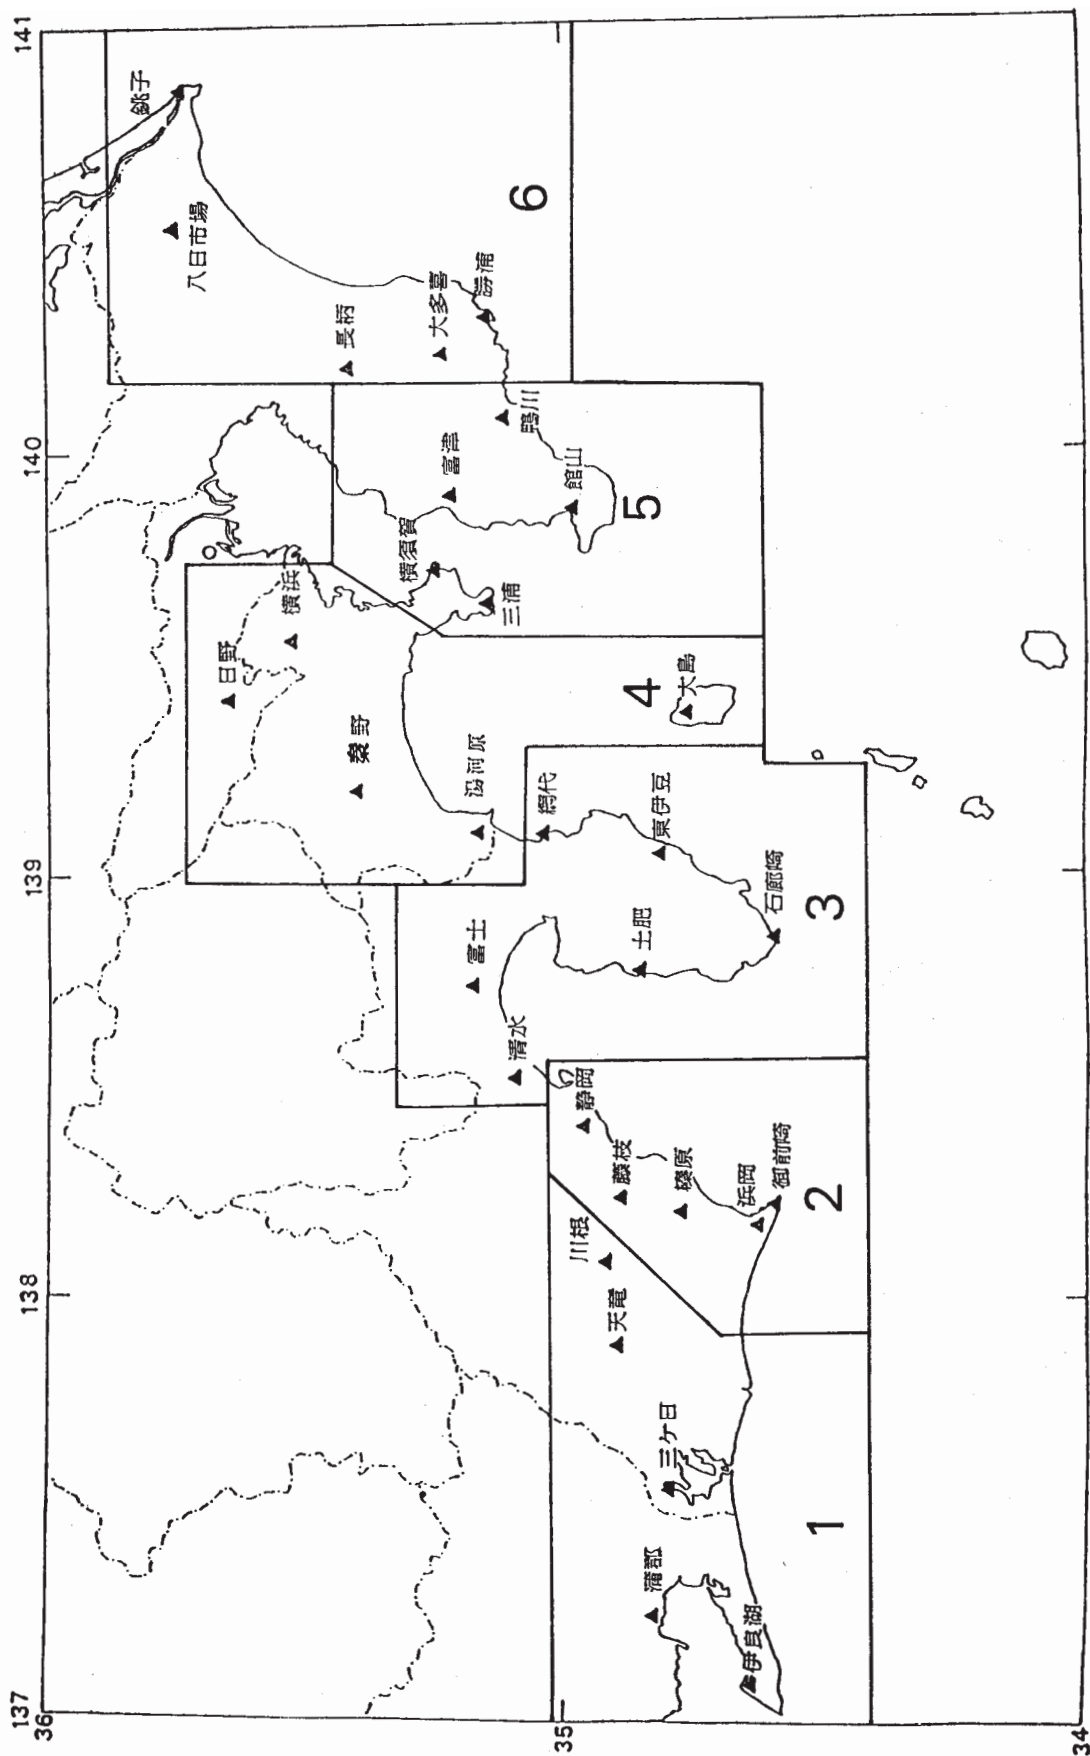 141
140
139
138
137
36
35
34
銚子
八日市場
長柄
大多喜
勝浦
6
鴨川
富津
館山
横須賀
三浦
5
横浜
日野
秦野
湯河原
大島
4
網代
東伊豆
石廊崎
土肥
富士
清水
3
静岡
藤枝
榛原
浜岡
御前崎
2
川根
天竜
三ケ日
蒲郡
伊良湖
1